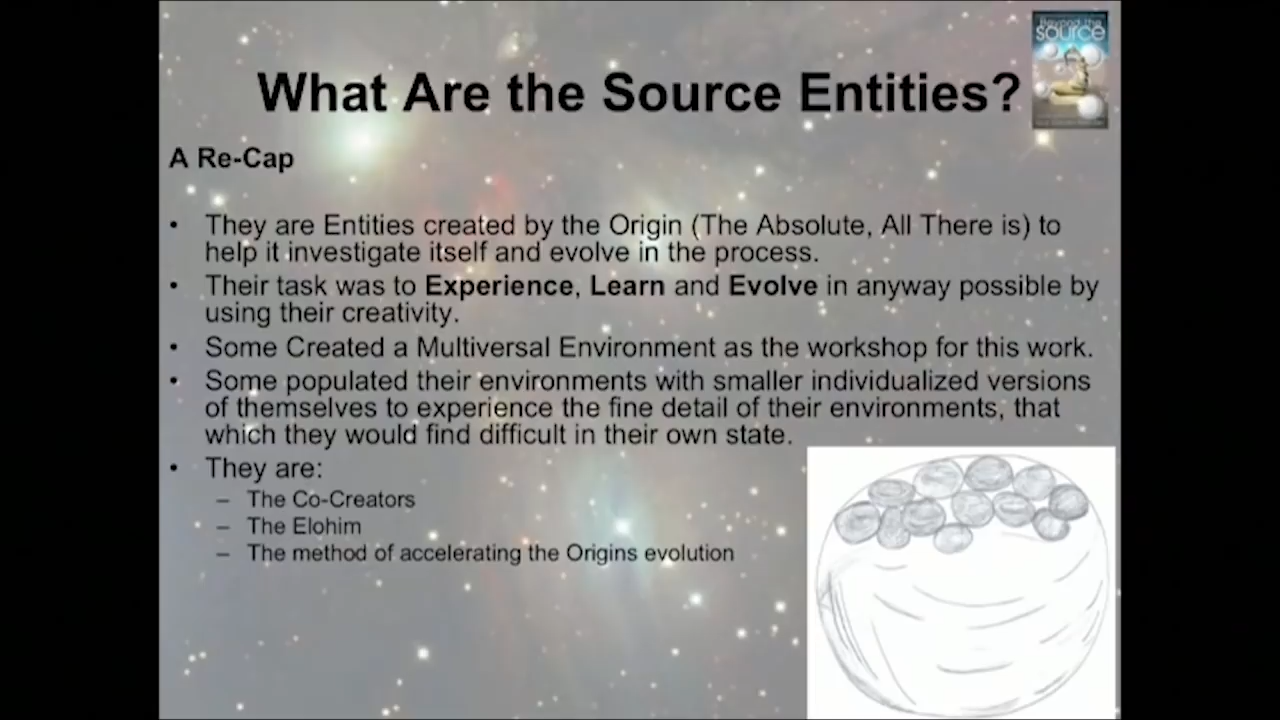 Beyond the
source
What Are the Source Entities?
A Re-Cap
• They are Entities created by the Origin (The Absolute, All There is) to
help it investigate itself and evolve in the process.
• Their task was to Experience, Learn and Evolve in anyway possible by
using their creativity.
• Some Created a Multiversal Environment as the workshop for this work.
• Some populated their environments with smaller individualized versions
of themselves to experience the fine detail of their environments, that
which they would find difficult in their own state.
• They are:
– The Co-Creators
– The Elohim
– The method of accelerating the Origins evolution